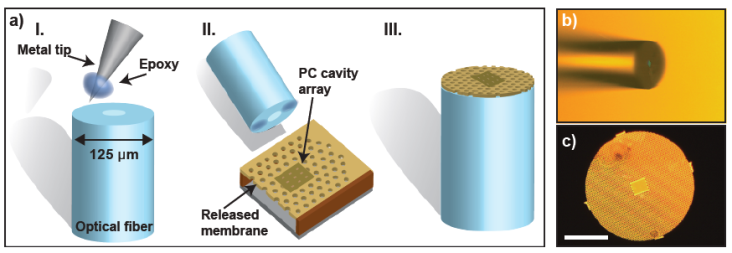 a)
I.
Metal tip
Epoxy
125 µm
Optical fiber
II.
PC cavity
array
Released
membrane
III.
b)
c)